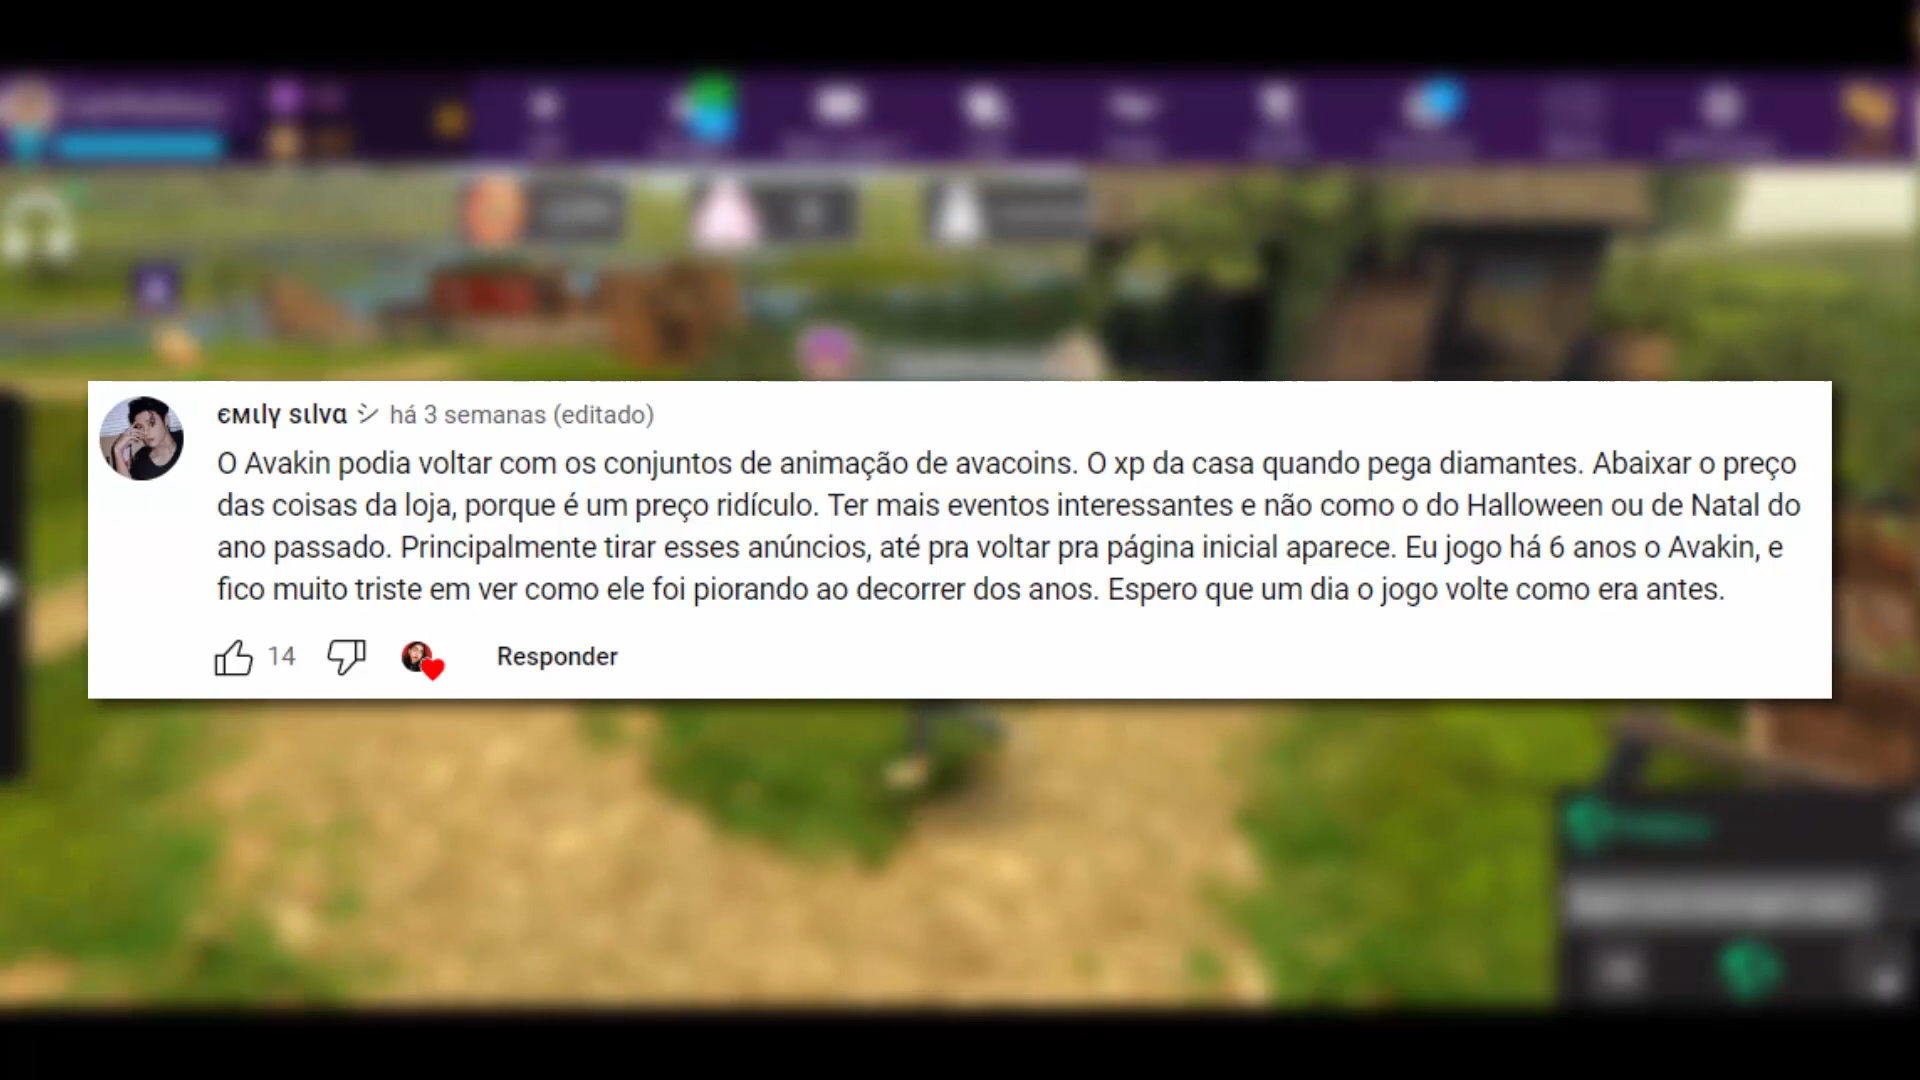 ємιlγ sιlvα シ há 3 semanas (editado)
O Avakin podia voltar com os conjuntos de animação de avacoins. O xp da casa quando pega diamantes. Abaixar o preço
das coisas da loja, porque é um preço ridículo. Ter mais eventos interessantes e não como o do Halloween ou de Natal do
ano passado. Principalmente tirar esses anúncios, até pra voltar pra página inicial aparece. Eu jogo há 6 anos o Avakin, e
fico muito triste em ver como ele foi piorando ao decorrer dos anos. Espero que um dia o jogo volte como era antes.
14 Responder